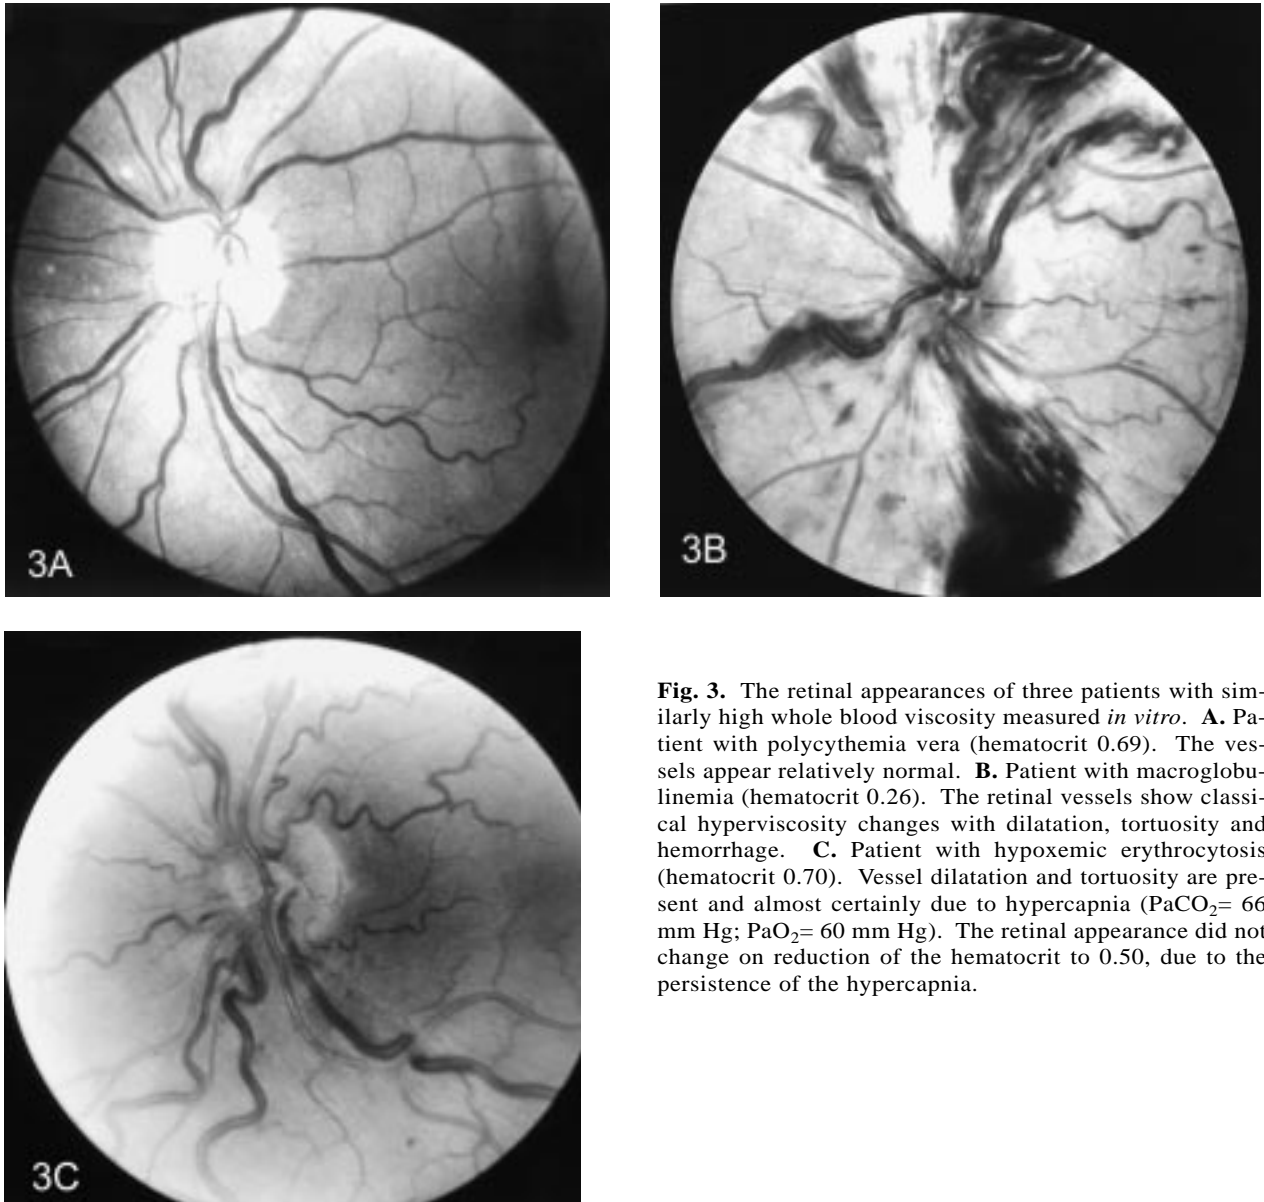 3A
3B
3C
Fig. 3. The retinal appearances of three patients with sim-
ilarly high whole blood viscosity measured in vitro. A. Pa-
tient with polycythemia vera (hematocrit 0.69). The ves-
sels appear relatively normal. B. Patient with macroglobu-
linemia (hematocrit 0.26). The retinal vessels show classi-
cal hyperviscosity changes with dilatation, tortuosity and
hemorrhage. C. Patient with hypoxemic erythrocytosis
(hematocrit 0.70). Vessel dilatation and tortuosity are pre-
sent and almost certainly due to hypercapnia (PaCO₂= 66
mm Hg; PaO₂= 60 mm Hg). The retinal appearance did not
change on reduction of the hematocrit to 0.50, due to the
persistence of the hypercapnia.